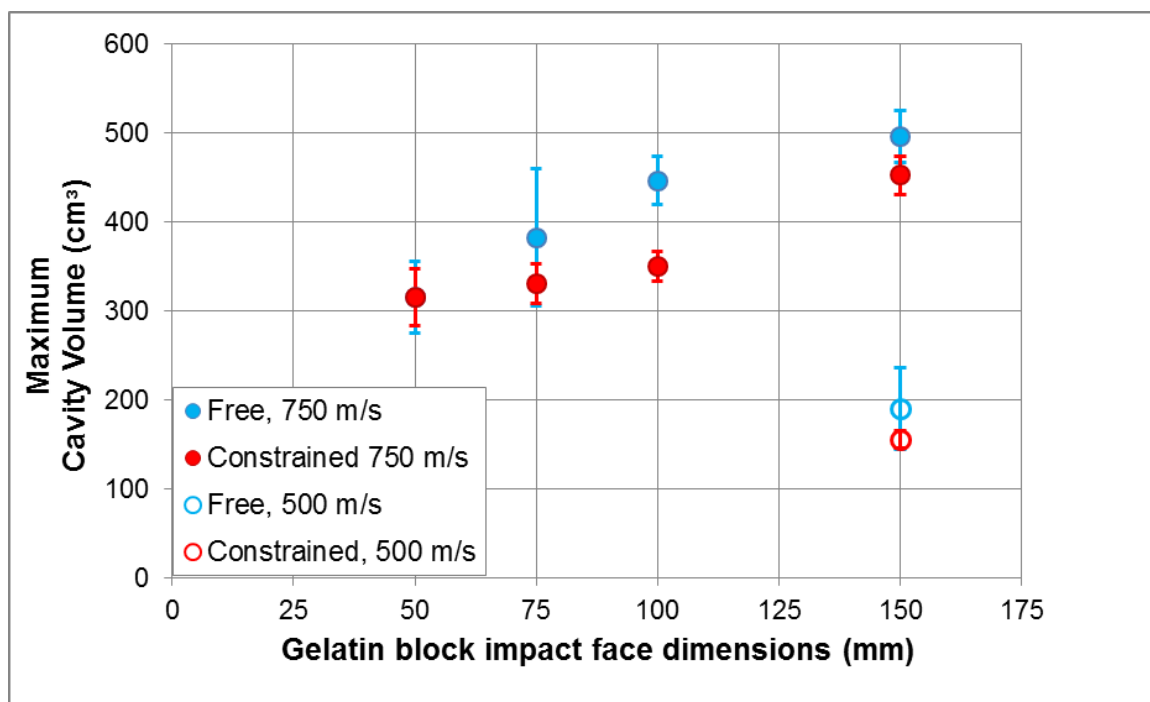 600
500
400
300
200
100
0
Maximum
Cavity Volume (cm³)
Free, 750 m/s
Constrained 750 m/s
Free, 500 m/s
Constrained, 500 m/s
0 25 50 75 100 125 150 175
Gelatin block impact face dimensions (mm)